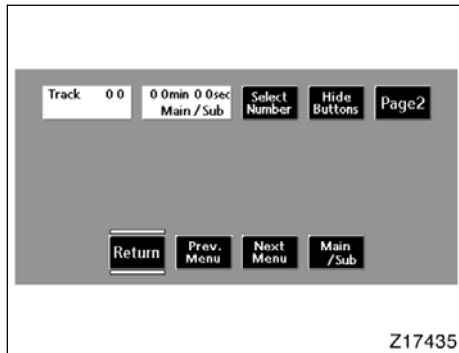 Track 0 0
0 0min 0 0sec
Main / Sub
Select
Number
Hide
Buttons
Page2
Return
Prev.
Menu
Next
Menu
Main
/Sub
Z17435